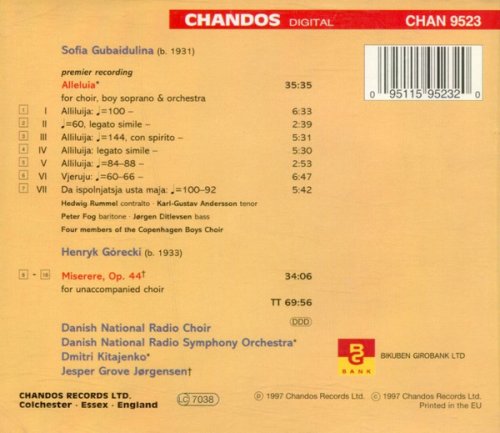 CHANDOS DIGITAL CHAN 9523
Sofia Gubaidulina (b. 1931)
premier recording
Alleluia* 35:35
for choir, boy soprano & orchestra
1 I Alliluija: ♩=100 – 6:33
2 II ♩=60, legato simile – 2:39
3 III Alliluija: ♩=144, con spirito – 5:31
4 IV Alliluija: legato simile – 5:30
5 V Alliluija: ♩=84–88 – 2:53
6 VI Vjeruju: ♩=60–66 – 6:47
7 VII Da ispolnjatsja usta maja: ♩=100–92 5:42
Hedwig Rummel contralto · Karl-Gustav Andersson tenor
Peter Fog baritone · Jørgen Ditlevsen bass
Four members of the Copenhagen Boys Choir
0 95115 95232 0
Henryk Górecki (b. 1933)
8 - 18 Miserere, Op. 44† 34:06
for unaccompanied choir
TT 69:56
DDD
Danish National Radio Choir
Danish National Radio Symphony Orchestra*
Dmitri Kitajenko*
Jesper Grove Jørgensen†
BG
BANK
BIKUBEN GIROBANK LTD
CHANDOS RECORDS LTD.
Colchester · Essex · England
LC 7038
℗ 1997 Chandos Records Ltd. © 1997 Chandos Records Ltd.
Printed in the EU